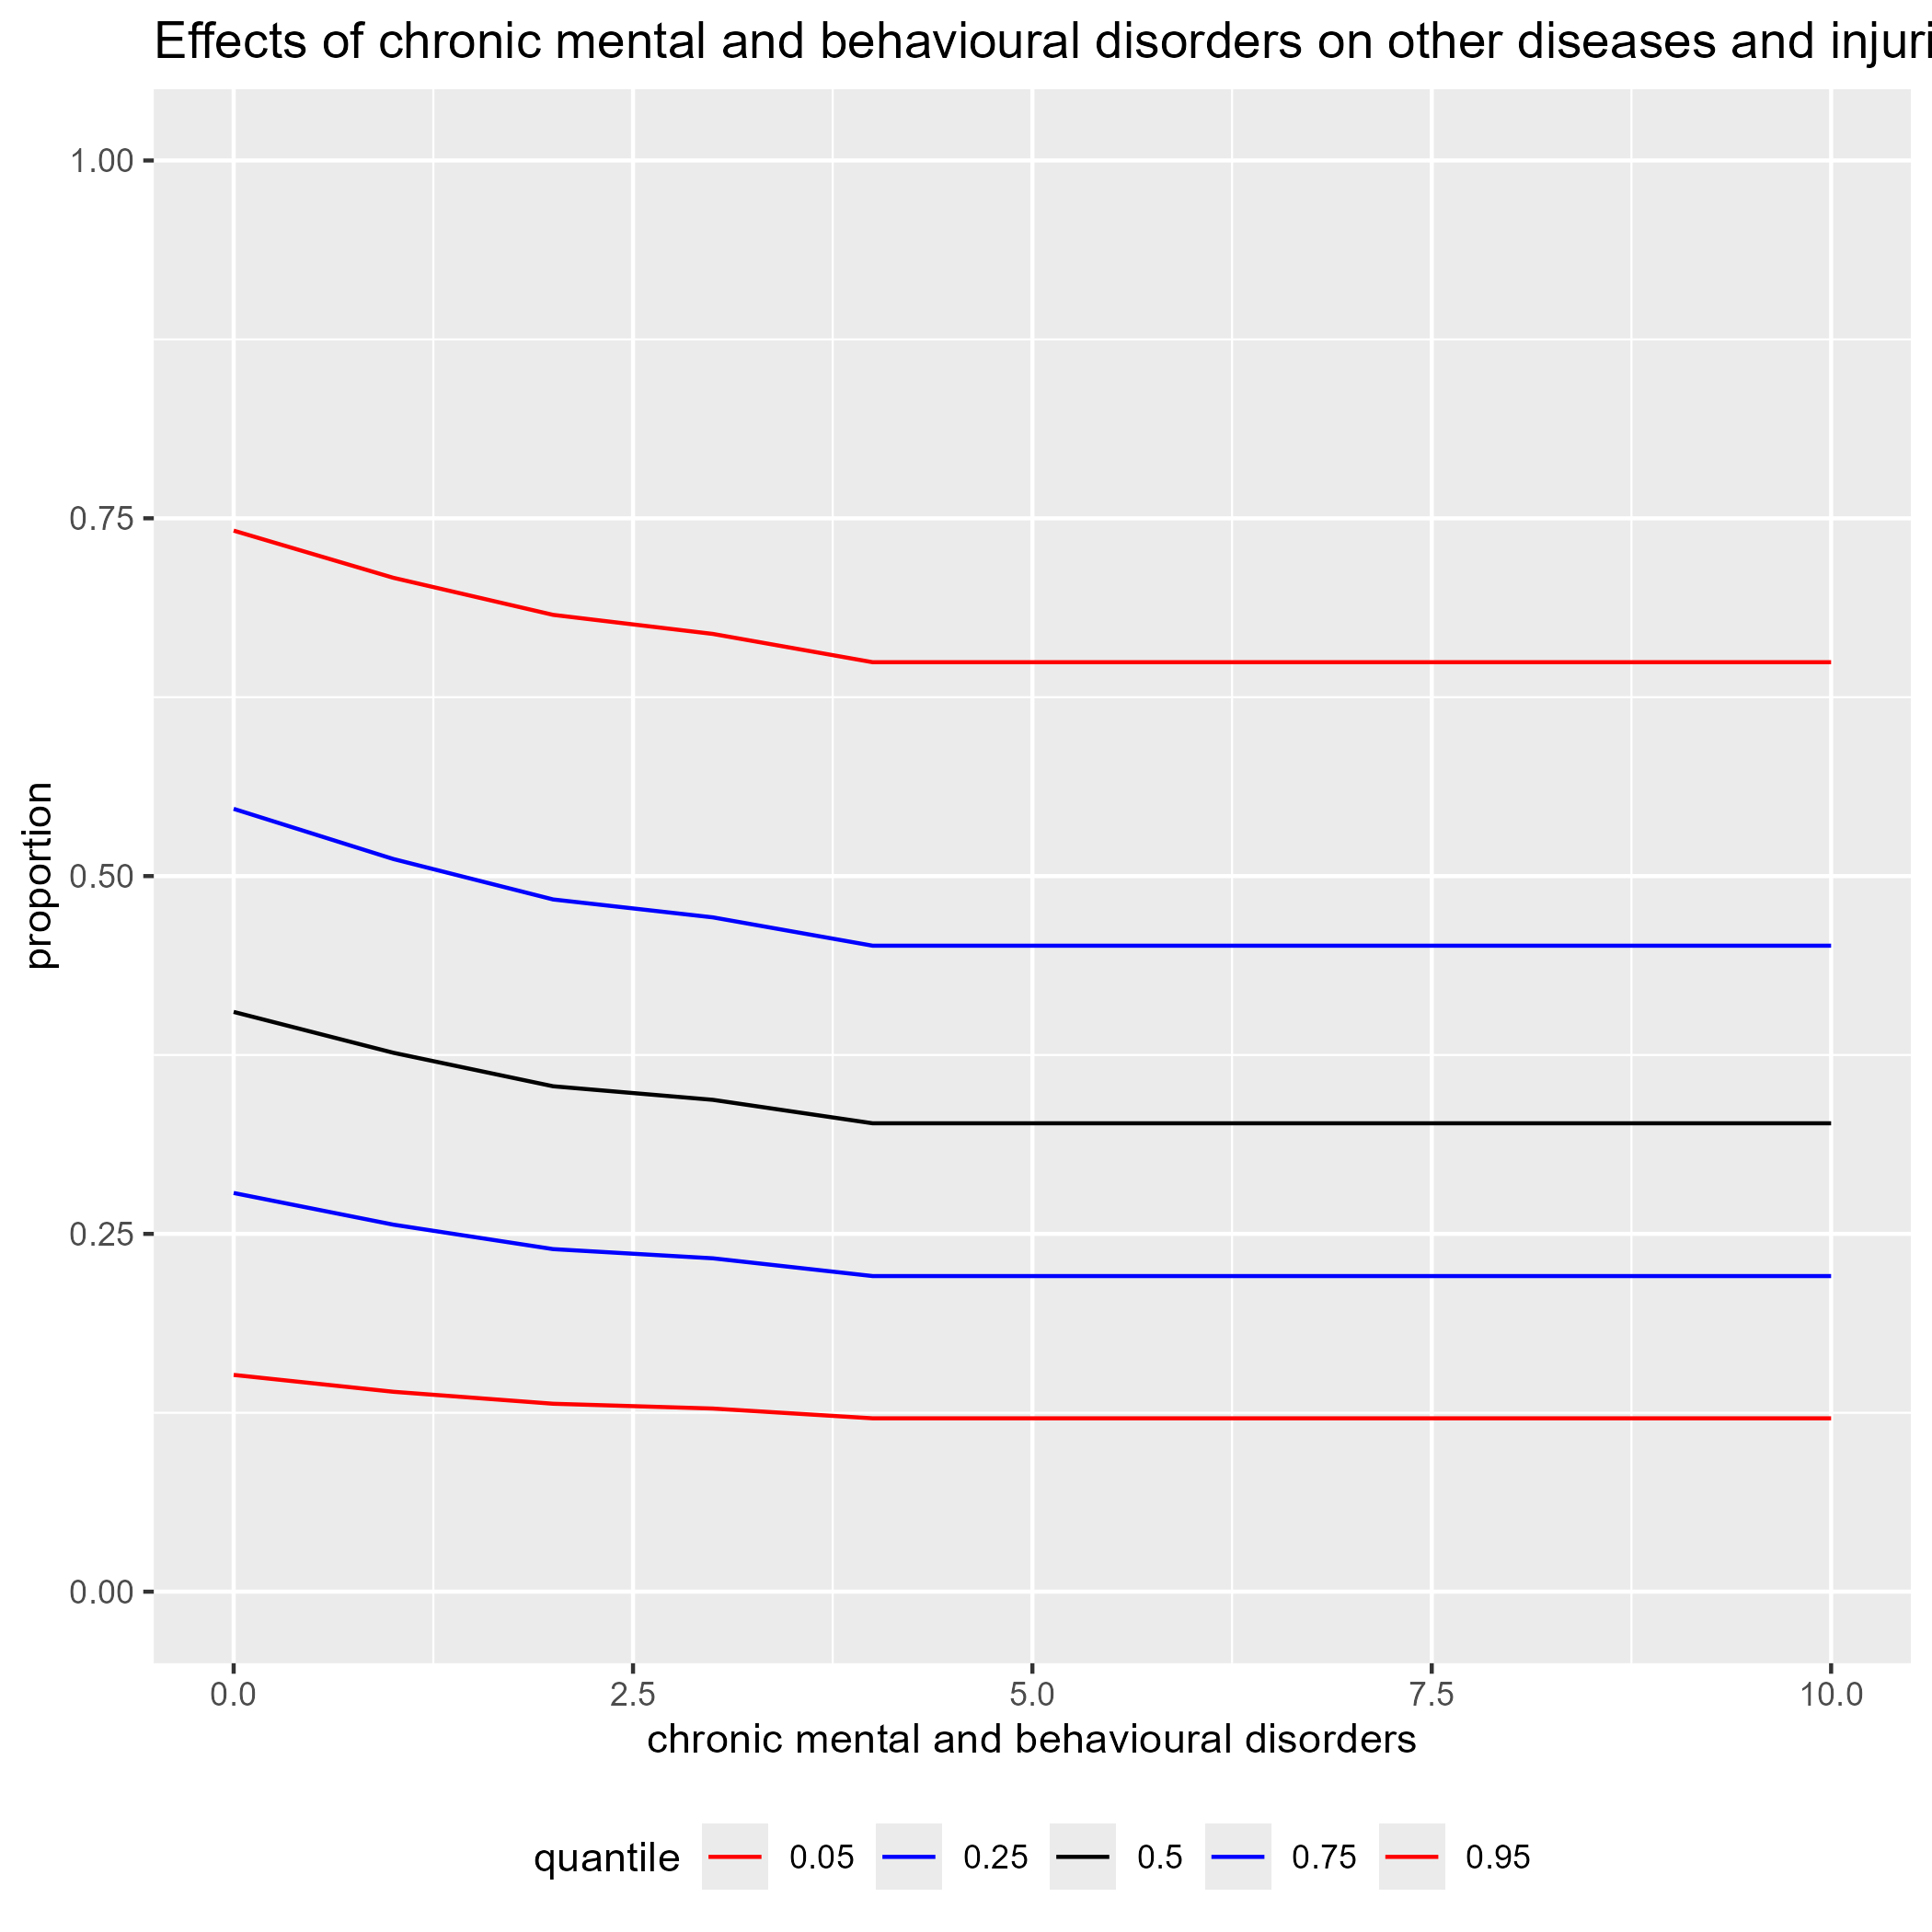 Effects of chronic mental and behavioural disorders on other diseases and injuri
1.00
0.75
0.50
0.25
0.00
proportion
0.0 2.5 5.0 7.5 10.0
chronic mental and behavioural disorders
quantile 0.05 0.25 0.5 0.75 0.95